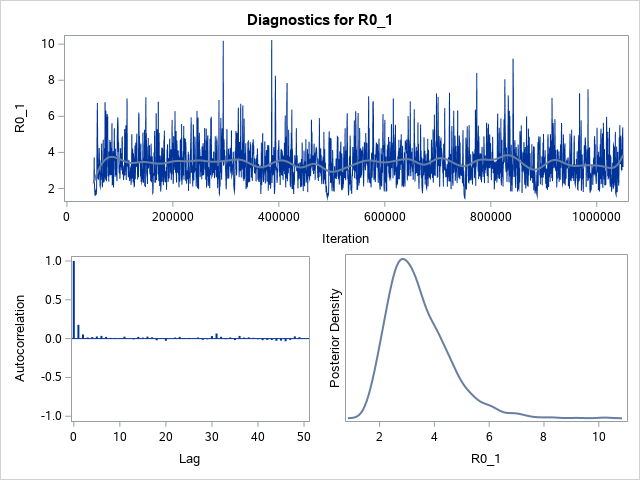 Diagnostics for R0_1
R0_1
10
8
6
4
2
0 200000 400000 600000 800000 1000000
Iteration
Autocorrelation
1.0
0.5
0.0
-0.5
-1.0
0 10 20 30 40 50
Lag
Posterior Density
2 4 6 8 10
R0_1